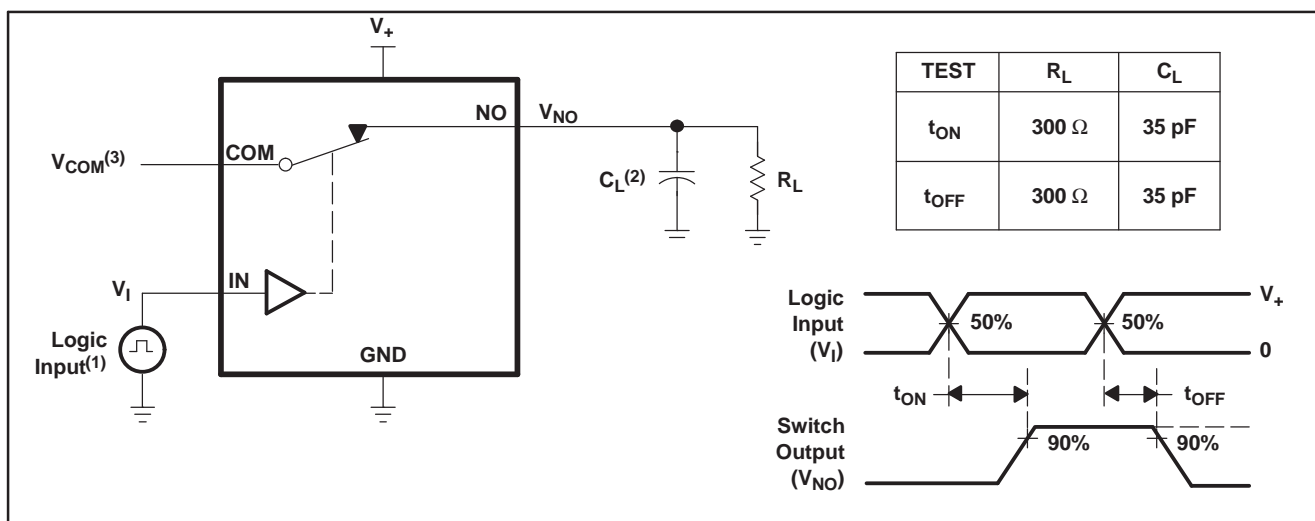 V+
NO
VNO
COM
VCOM(3)
CL(2)
RL
IN
VI
Logic
Input(1)
GND
TEST RL CL
tON 300 Ω 35 pF
tOFF 300 Ω 35 pF
Logic
Input
(VI)
50%
50%
V+
0
tON
tOFF
Switch
Output
(VNO)
90%
90%